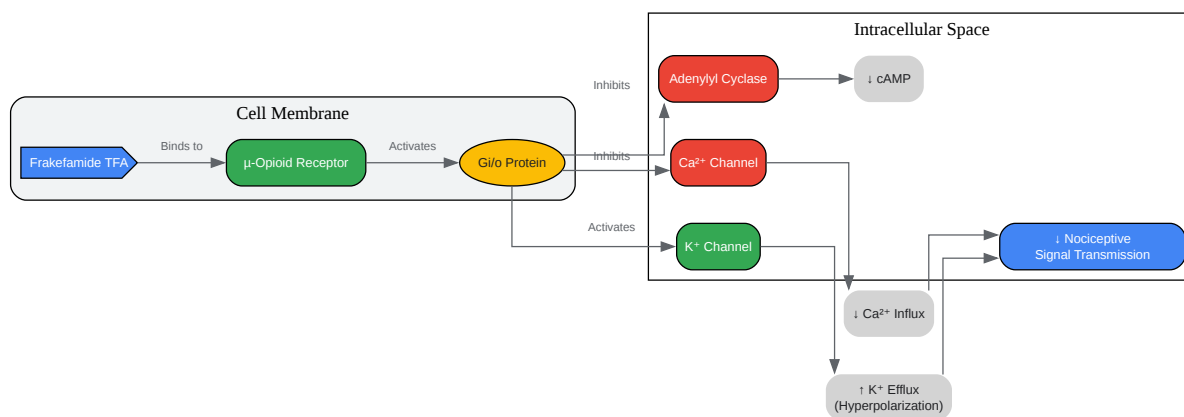 Intracellular Space
Inhibits
Adenylyl Cyclase
↓ cAMP
Cell Membrane
Frakefamide TFA
Binds to
µ-Opioid Receptor
Activates
Gi/o Protein
Inhibits
Ca²⁺ Channel
Activates
K⁺ Channel
↓ Nociceptive
Signal Transmission
↓ Ca²⁺ Influx
↑ K⁺ Efflux
(Hyperpolarization)